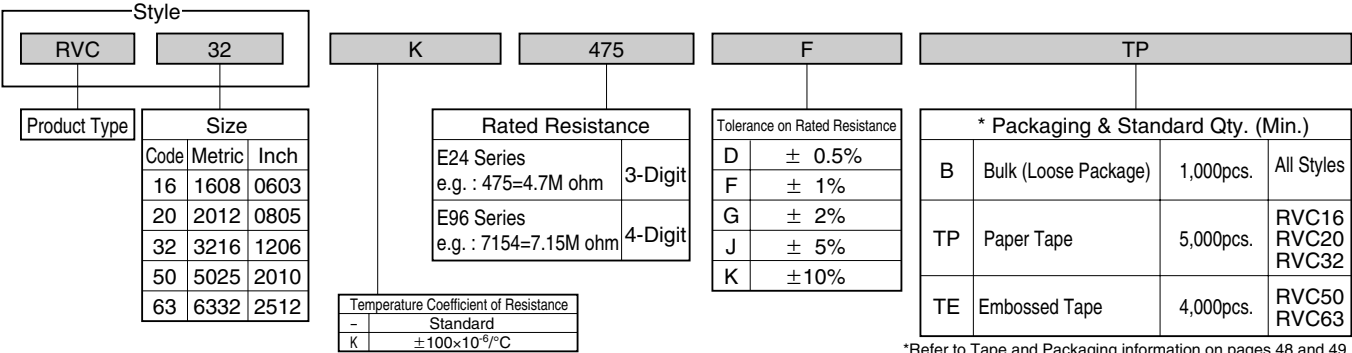 Style
RVC 32 K 475 F TP
Product Type
Size
Code Metric Inch
16 1608 0603
20 2012 0805
32 3216 1206
50 5025 2010
63 6332 2512
Temperature Coefficient of Resistance
– Standard
K ±100×10⁻⁶/°C
Rated Resistance
E24 Series
e.g. : 475=4.7M ohm 3-Digit
E96 Series
e.g. : 7154=7.15M ohm 4-Digit
Tolerance on Rated Resistance
D ± 0.5%
F ± 1%
G ± 2%
J ± 5%
K ±10%
* Packaging & Standard Qty. (Min.)
B Bulk (Loose Package) 1,000pcs. All Styles
TP Paper Tape 5,000pcs. RVC16
RVC20
RVC32
TE Embossed Tape 4,000pcs. RVC50
RVC63
*Refer to Tape and Packaging information on pages 48 and 49